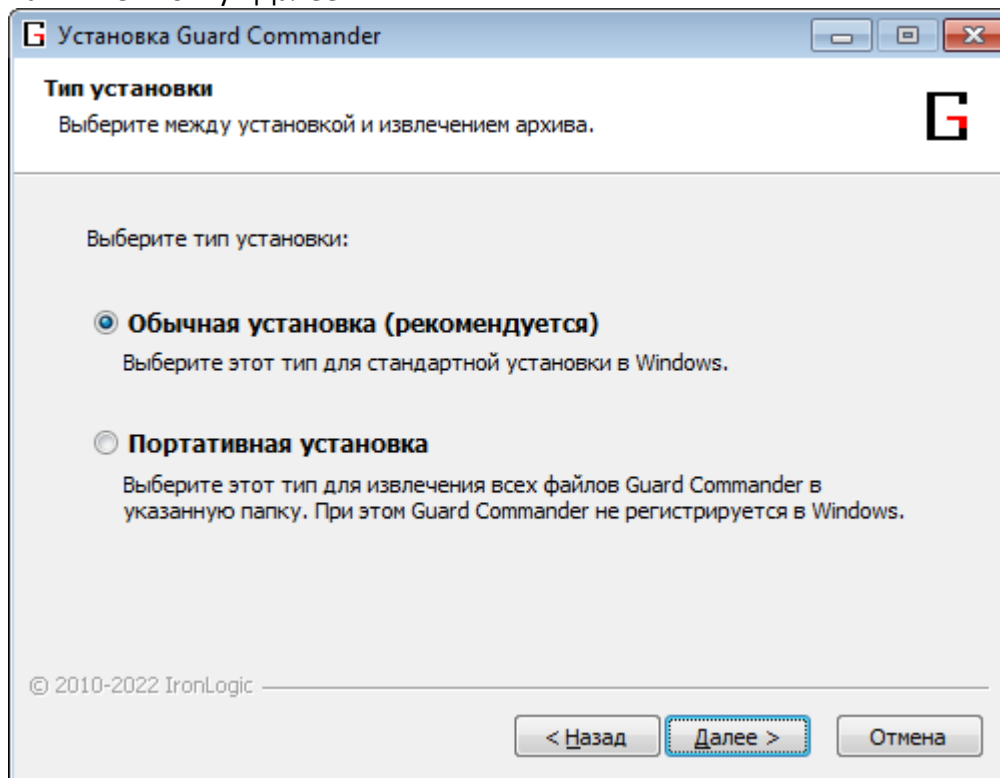 Установка Guard Commander
Тип установки
Выберите между установкой и извлечением архива.
Выберите тип установки:
Обычная установка (рекомендуется)
Выберите этот тип для стандартной установки в Windows.
Портативная установка
Выберите этот тип для извлечения всех файлов Guard Commander в
указанную папку. При этом Guard Commander не регистрируется в Windows.
© 2010-2022 IronLogic
< Назад Далее > Отмена